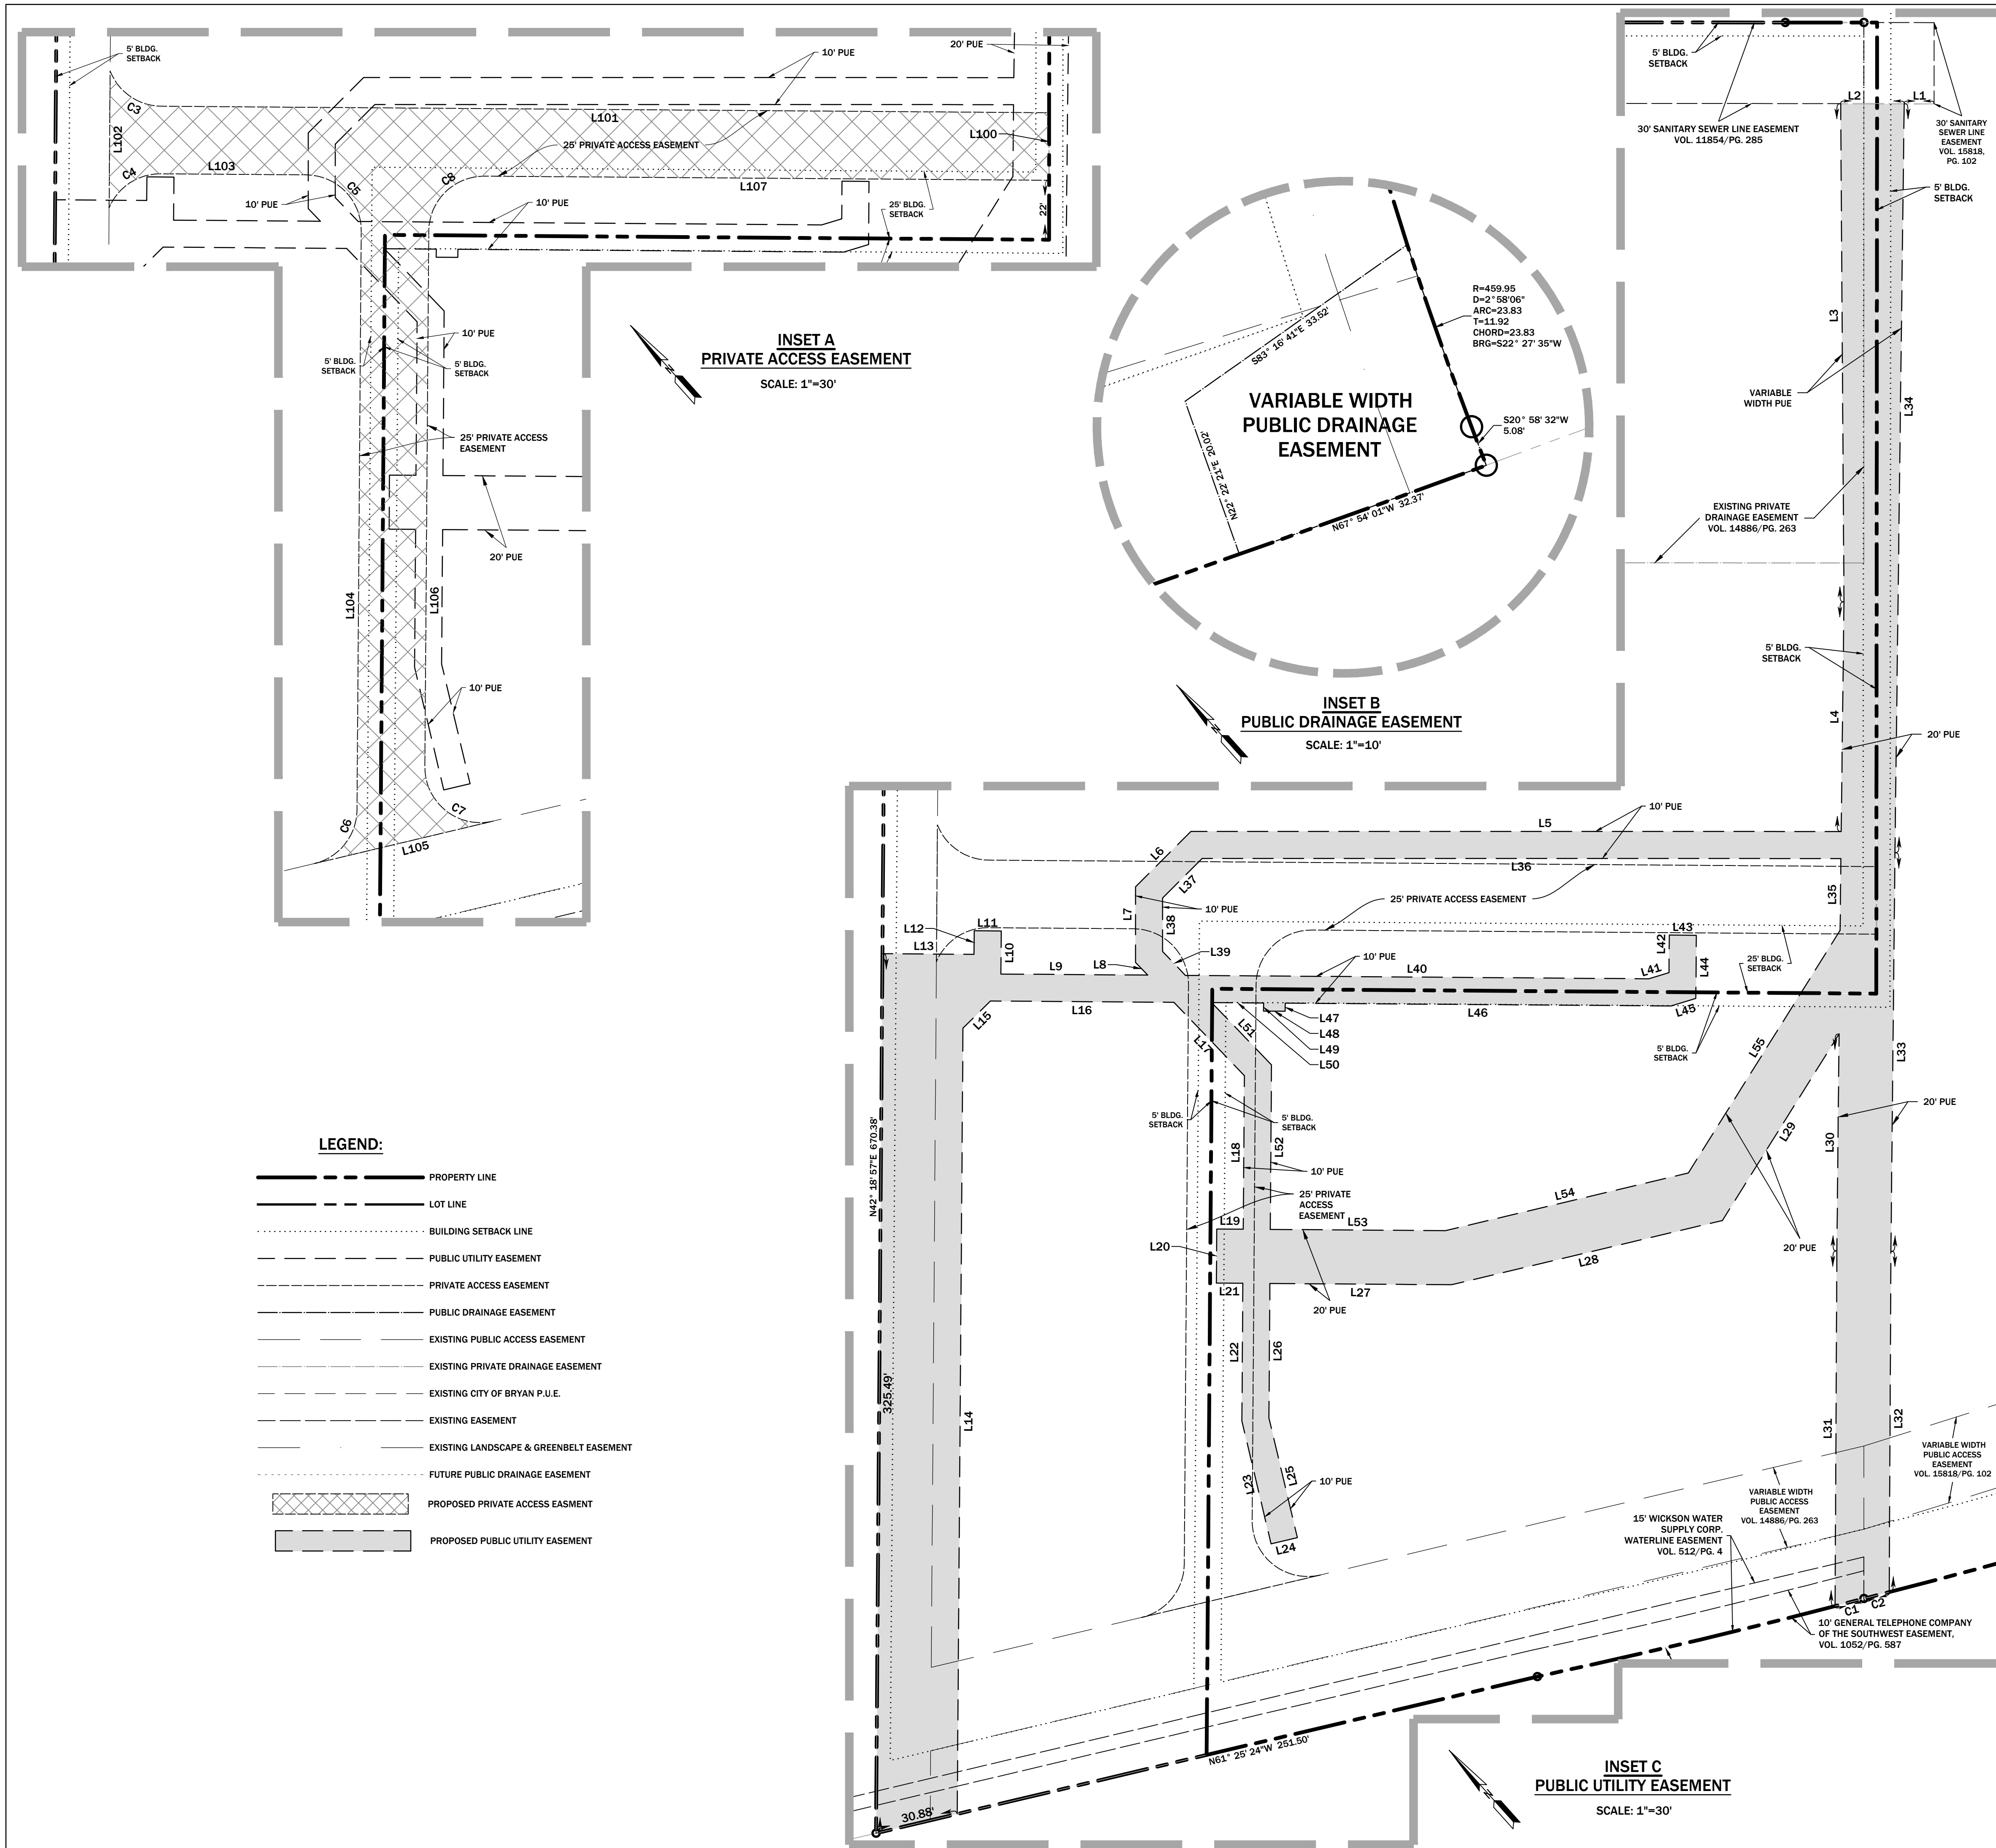 5' BLDG.
SETBACK
10' PUE
20' PUE
C3
L102
L101
L100
25' PRIVATE ACCESS EASEMENT
C4
L103
C5
C8
L107
10' PUE
10' PUE
25' BLDG.
SETBACK
22'
10' PUE
5' BLDG.
SETBACK
5' BLDG.
SETBACK
25' PRIVATE ACCESS
EASEMENT
20' PUE
L104
L106
10' PUE
C6
C7
L105
INSET A
PRIVATE ACCESS EASEMENT
SCALE: 1"=30'
N
S83° 16' 41"E 33.52'
R=459.95
D=2°58'06"
ARC=23.83
T=11.92
CHORD=23.83
BRG=S22° 27' 35"W
VARIABLE WIDTH
PUBLIC DRAINAGE
EASEMENT
S20° 58' 32"W
5.08'
N22° 22' 21"E 20.02'
N67° 54' 01"W 32.37'
INSET B
PUBLIC DRAINAGE EASEMENT
SCALE: 1"=10'
N
5' BLDG.
SETBACK
L2
L1
30' SANITARY SEWER LINE EASEMENT
VOL. 11854/PG. 285
30' SANITARY
SEWER LINE
EASEMENT
VOL. 15818,
PG. 102
5' BLDG.
SETBACK
L3
VARIABLE
WIDTH PUE
L34
EXISTING PRIVATE
DRAINAGE EASEMENT
VOL. 14886/PG. 263
5' BLDG.
SETBACK
L4
20' PUE
10' PUE
L5
L6
L36
L37
L35
L7
10' PUE
L38
25' PRIVATE ACCESS EASEMENT
L12
L11
L13
L10
L39
L43
L42
L9
L8
10' PUE
L40
L41
L44
25' BLDG.
SETBACK
L15
L16
L46
L45
L47
L48
L49
L50
L51
L17
5' BLDG.
SETBACK
L55
L33
5' BLDG.
SETBACK
5' BLDG.
SETBACK
20' PUE
L18
L52
L29
L30
10' PUE
25' PRIVATE
ACCESS
EASEMENT
L54
L19
L53
L20
L28
20' PUE
L21
L27
20' PUE
L22
L26
N42° 18' 57"E 670.38'
325.49'
L14
L31
L32
L23
L25
10' PUE
L24
VARIABLE WIDTH
PUBLIC ACCESS
EASEMENT
VOL. 15818/PG. 102
VARIABLE WIDTH
PUBLIC ACCESS
EASEMENT
VOL. 14886/PG. 263
15' WICKSON WATER
SUPPLY CORP.
WATERLINE EASEMENT
VOL. 512/PG. 4
C1
C2
10' GENERAL TELEPHONE COMPANY
OF THE SOUTHWEST EASEMENT,
VOL. 1052/PG. 587
N61° 25' 24"W 251.50'
30.88'
INSET C
PUBLIC UTILITY EASEMENT
SCALE: 1"=30'
N
LEGEND:
PROPERTY LINE
LOT LINE
BUILDING SETBACK LINE
PUBLIC UTILITY EASEMENT
PRIVATE ACCESS EASEMENT
PUBLIC DRAINAGE EASEMENT
EXISTING PUBLIC ACCESS EASEMENT
EXISTING PRIVATE DRAINAGE EASEMENT
EXISTING CITY OF BRYAN P.U.E.
EXISTING EASEMENT
EXISTING LANDSCAPE & GREENBELT EASEMENT
FUTURE PUBLIC DRAINAGE EASEMENT
PROPOSED PRIVATE ACCESS EASMENT
PROPOSED PUBLIC UTILITY EASEMENT